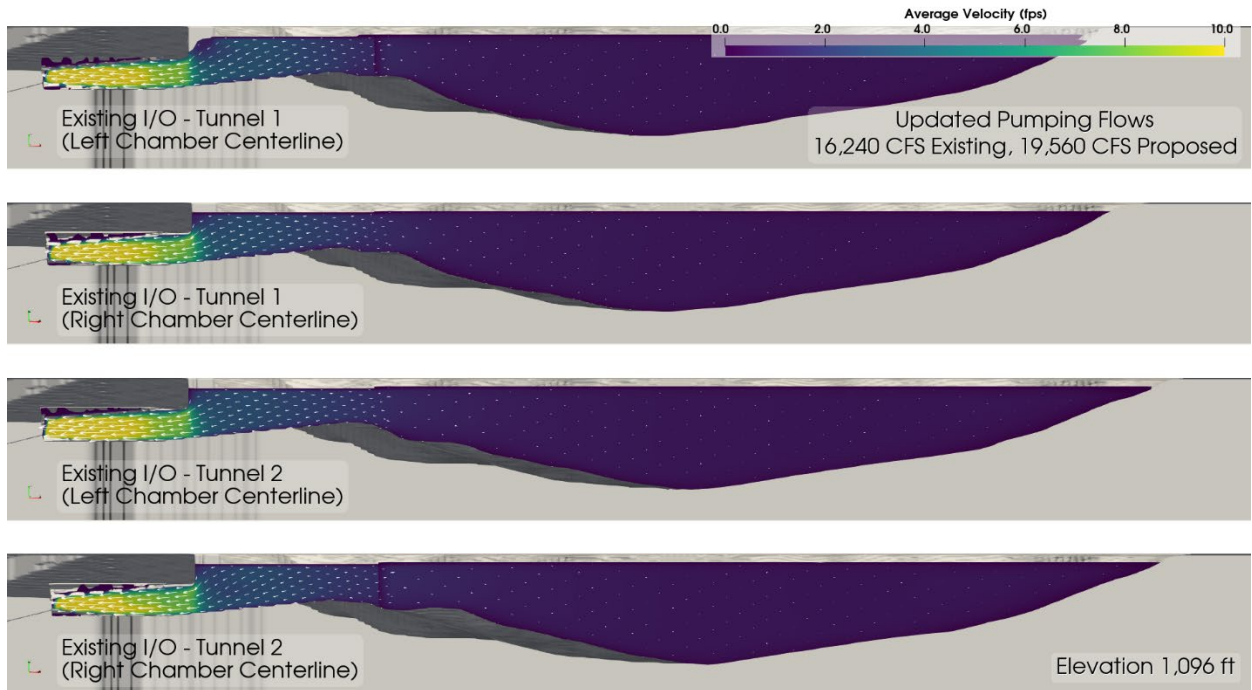 Average Velocity (fps)
0.0 2.0 4.0 6.0 8.0 10.0
Existing I/O - Tunnel 1
(Left Chamber Centerline)
Updated Pumping Flows
16,240 CFS Existing, 19,560 CFS Proposed
Existing I/O - Tunnel 1
(Right Chamber Centerline)
Existing I/O - Tunnel 2
(Left Chamber Centerline)
Existing I/O - Tunnel 2
(Right Chamber Centerline)
Elevation 1,096 ft